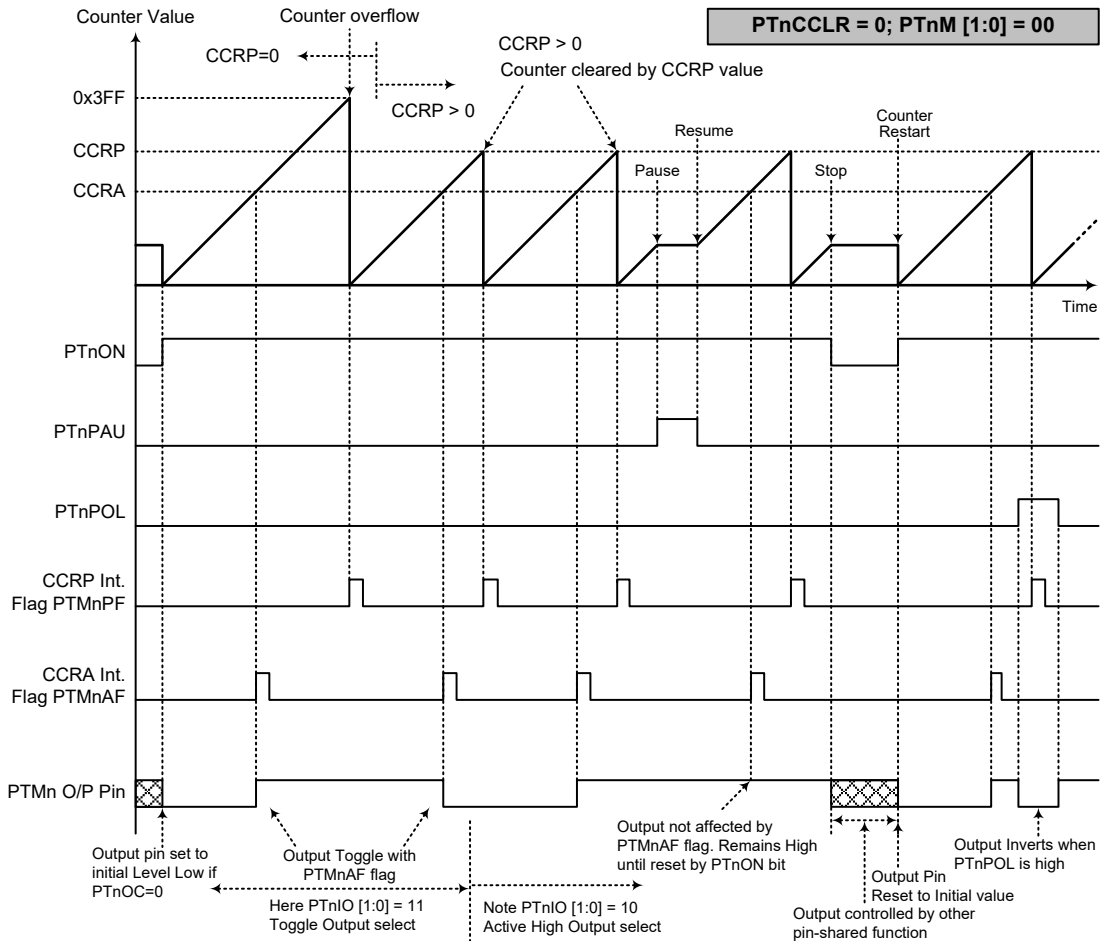 Counter Value
Counter overflow
PTnCCLR = 0; PTnM [1:0] = 00
CCRP=0
CCRP > 0
CCRP > 0
Counter cleared by CCRP value
0x3FF
CCRP
CCRA
Pause
Resume
Stop
Counter
Restart
Time
PTnON
PTnPAU
PTnPOL
CCRP Int.
Flag PTMnPF
CCRA Int.
Flag PTMnAF
PTMn O/P Pin
Output pin set to
initial Level Low if
PTnOC=0
Output Toggle with
PTMnAF flag
Here PTnIO [1:0] = 11
Toggle Output select
Note PTnIO [1:0] = 10
Active High Output select
Output not affected by
PTMnAF flag. Remains High
until reset by PTnON bit
Output Inverts when
PTnPOL is high
Output Pin
Reset to Initial value
Output controlled by other
pin-shared function